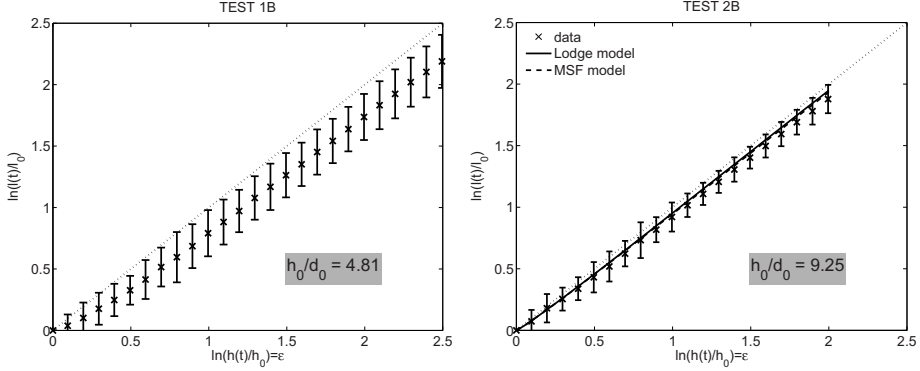 TEST 1B
2.5
2
1.5
1
0.5
0
ln(l(t)/l0)
h0/d0 = 4.81
0 0.5 1 1.5 2 2.5
ln(h(t)/h0)=ε
TEST 2B
2.5
2
1.5
1
0.5
0
ln(l(t)/l0)
data
Lodge model
MSF model
h0/d0 = 9.25
0 0.5 1 1.5 2 2.5
ln(h(t)/h0)=ε